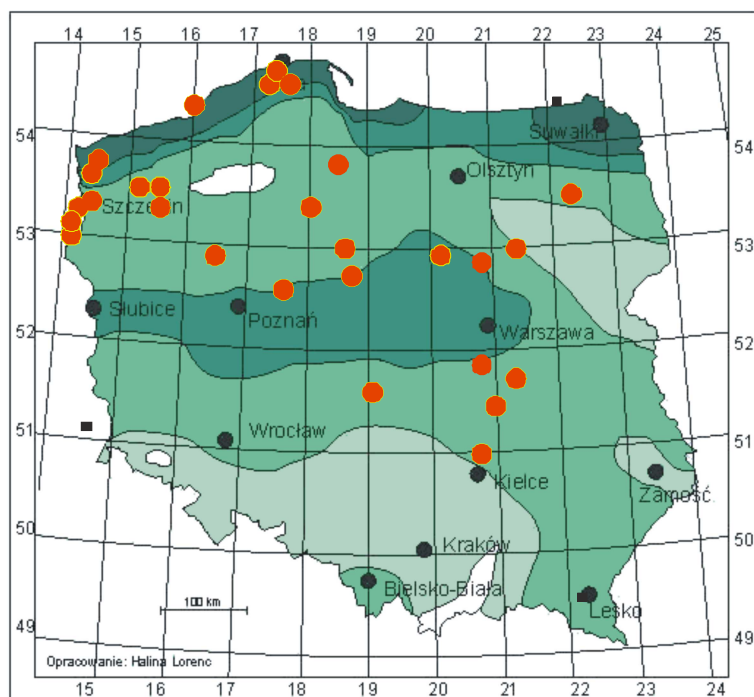 14 15 16 17 18 19 20 21 22 23 24 25
54 54
Suwałki
Olsztyn
Szczecin
53 53
Słubice
Poznań
52 Warszawa 52
51 Wrocław 51
Kielce
Zamość
50 Kraków 50
Bielsko-Biała
100 km
Lesko
49 49
Opracowanie: Halina Lorenc
15 16 17 18 19 20 21 22 23 24